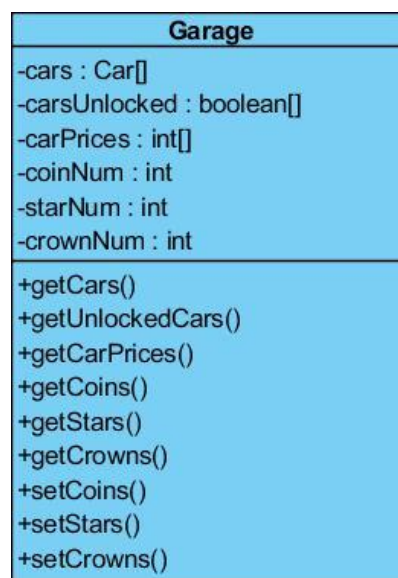 Garage
-cars : Car[]
-carsUnlocked : boolean[]
-carPrices : int[]
-coinNum : int
-starNum : int
-crownNum : int
+getCars()
+getUnlockedCars()
+getCarPrices()
+getCoins()
+getStars()
+getCrowns()
+setCoins()
+setStars()
+setCrowns()